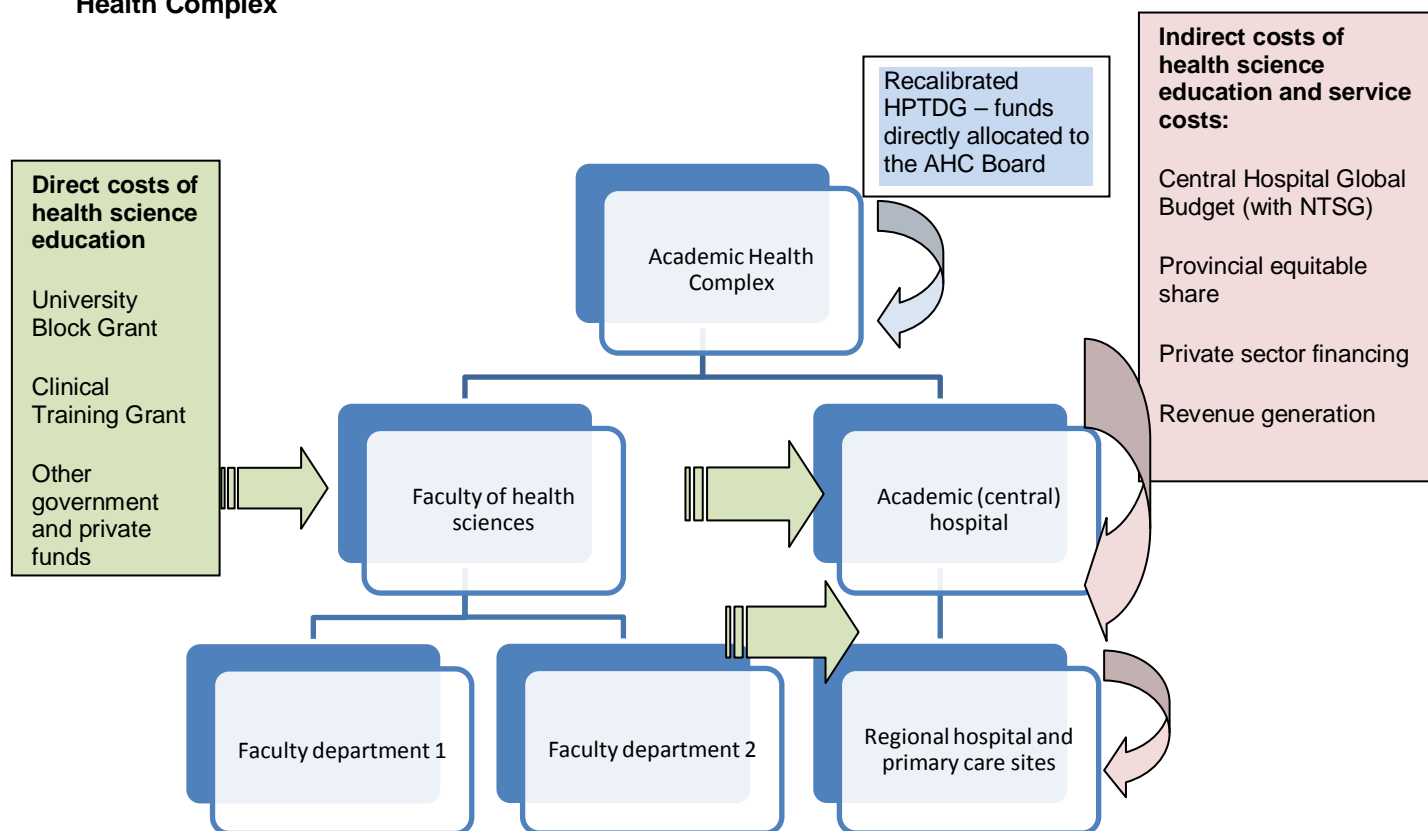 Health Complex
Indirect costs of
health science
education and service
costs:
Central Hospital Global
Budget (with NTSG)
Provincial equitable
share
Private sector financing
Revenue generation
Recalibrated
HPTDG – funds
directly allocated to
the AHC Board
Direct costs of
health science
education
University
Block Grant
Clinical
Training Grant
Other
government
and private
funds
Academic Health
Complex
Faculty of health
sciences
Academic (central)
hospital
Faculty department 1
Faculty department 2
Regional hospital and
primary care sites